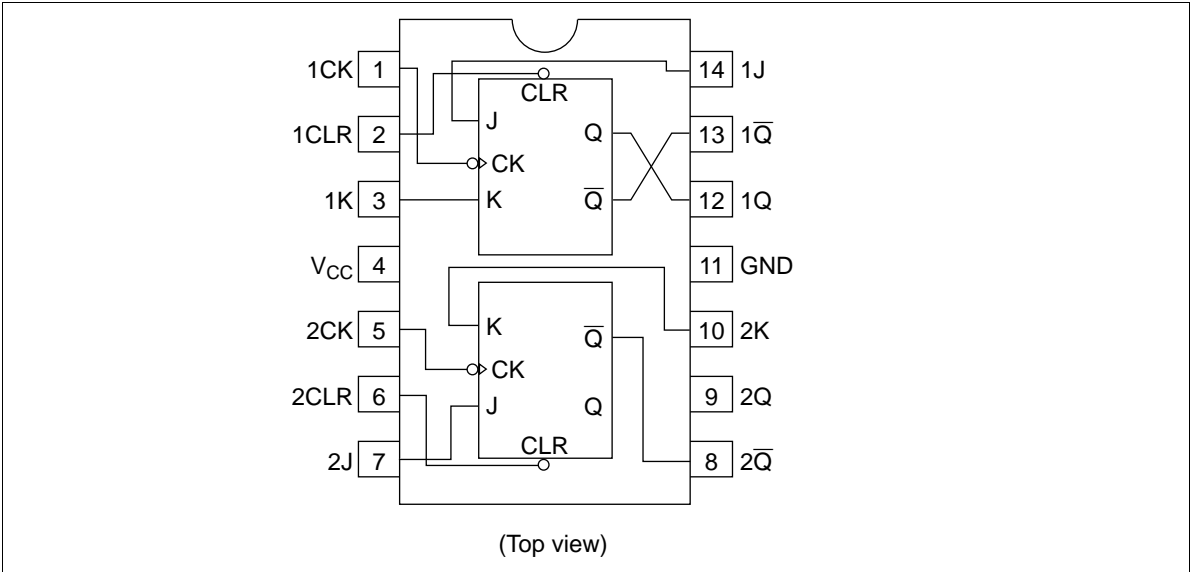 1CK 1
1CLR 2
1K 3
VCC 4
2CK 5
2CLR 6
2J 7
CLR
J
CK
K
Q
Q̅
K
CK
J
Q̅
Q
CLR
14 1J
13 1Q̅
12 1Q
11 GND
10 2K
9 2Q
8 2Q̅
(Top view)